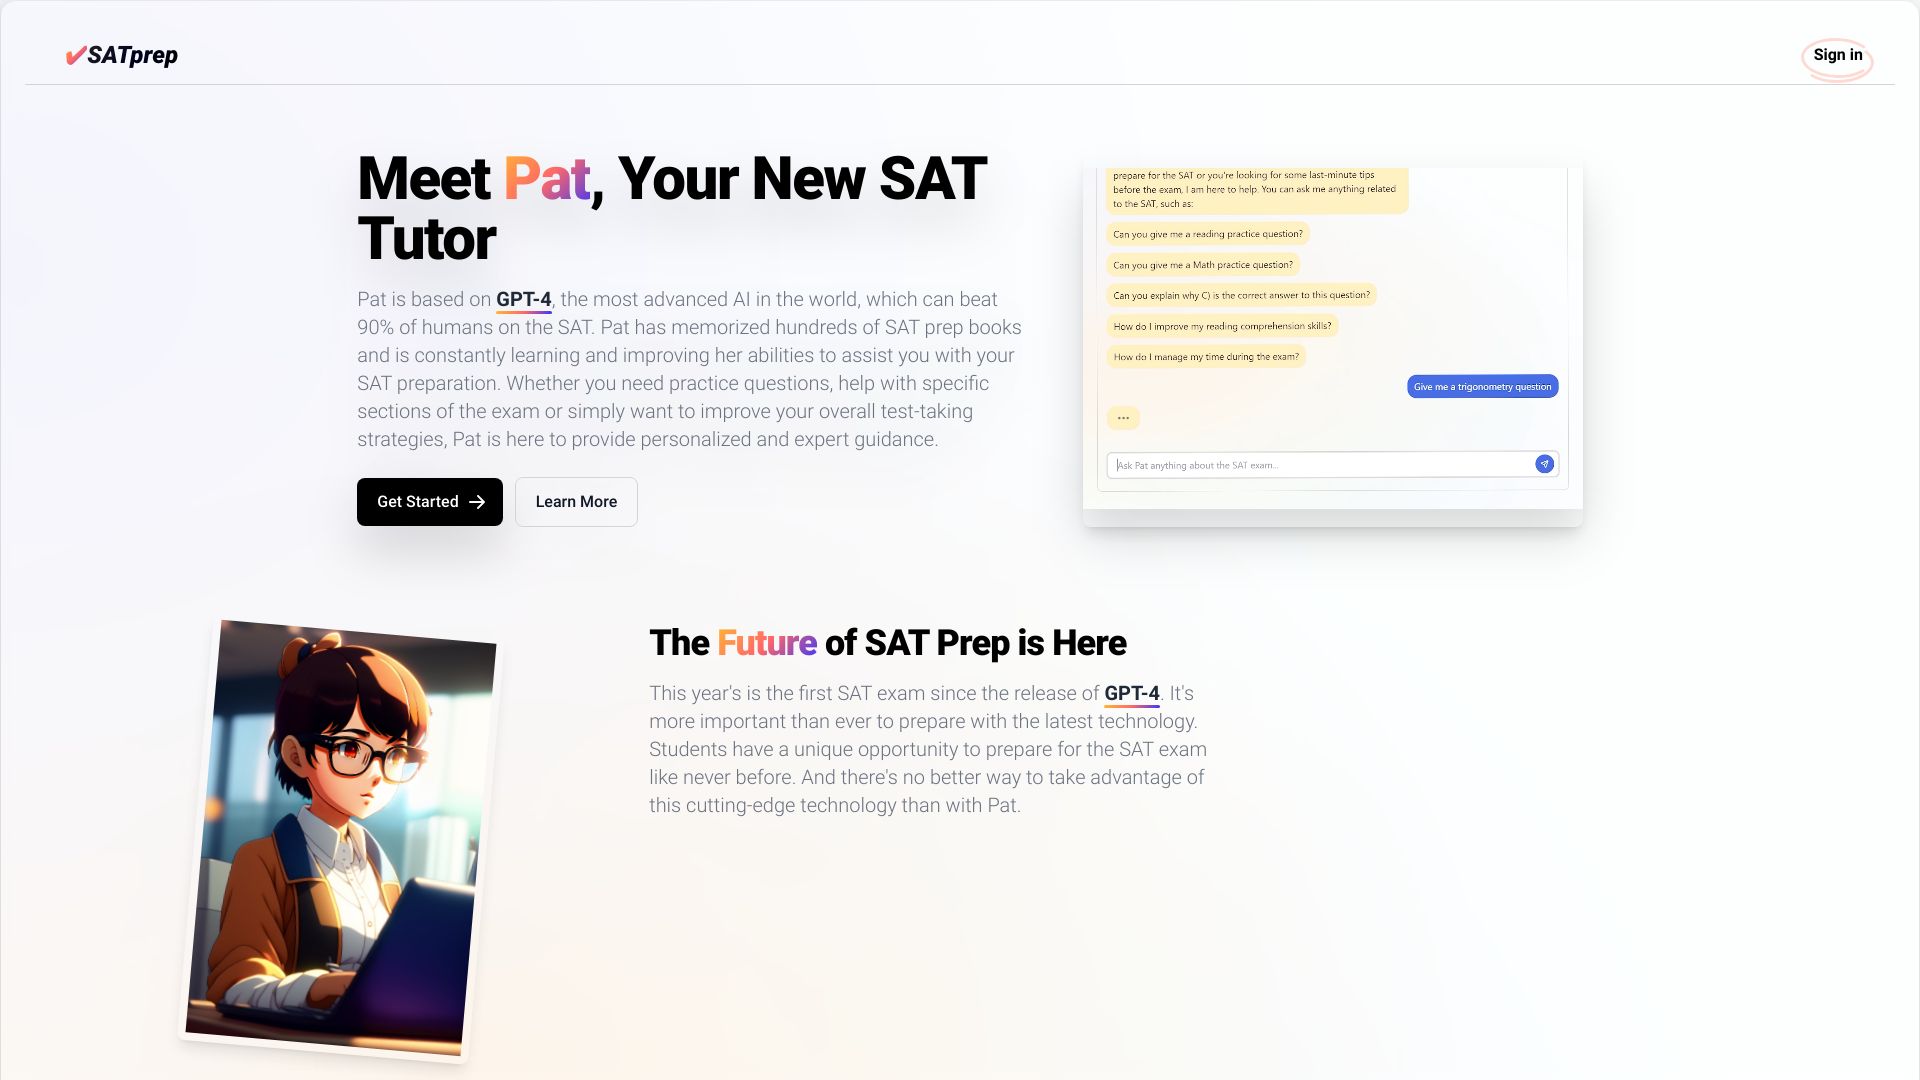 SATprep
Sign in
Meet Pat, Your New SAT
Tutor
Pat is based on GPT-4, the most advanced AI in the world, which can beat
90% of humans on the SAT. Pat has memorized hundreds of SAT prep books
and is constantly learning and improving her abilities to assist you with your
SAT preparation. Whether you need practice questions, help with specific
sections of the exam or simply want to improve your overall test-taking
strategies, Pat is here to provide personalized and expert guidance.
Get Started
Learn More
prepare for the SAT or you're looking for some last-minute tips
before the exam, I am here to help. You can ask me anything related
to the SAT, such as:
Can you give me a reading practice question?
Can you give me a Math practice question?
Can you explain why C) is the correct answer to this question?
How do I improve my reading comprehension skills?
How do I manage my time during the exam?
Give me a trigonometry question
...
Ask Pat anything about the SAT exam...
The Future of SAT Prep is Here
This year's is the first SAT exam since the release of GPT-4. It's
more important than ever to prepare with the latest technology.
Students have a unique opportunity to prepare for the SAT exam
like never before. And there's no better way to take advantage of
this cutting-edge technology than with Pat.